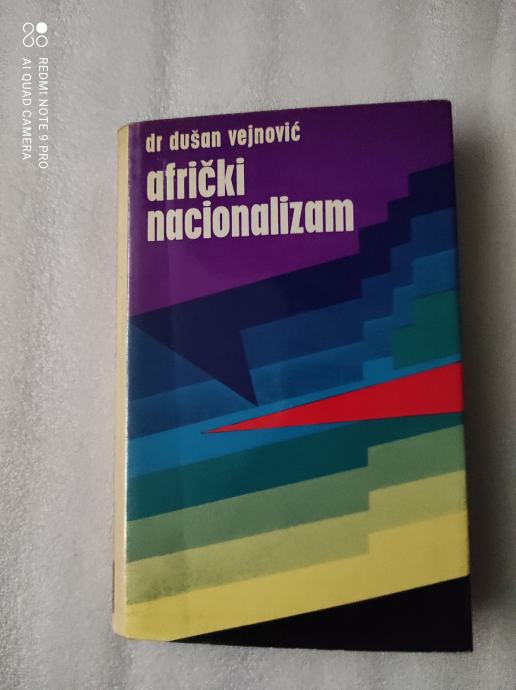 REDMI NOTE 9 PRO
AI QUAD CAMERA
dr dušan vejnović
afrički
nacionalizam